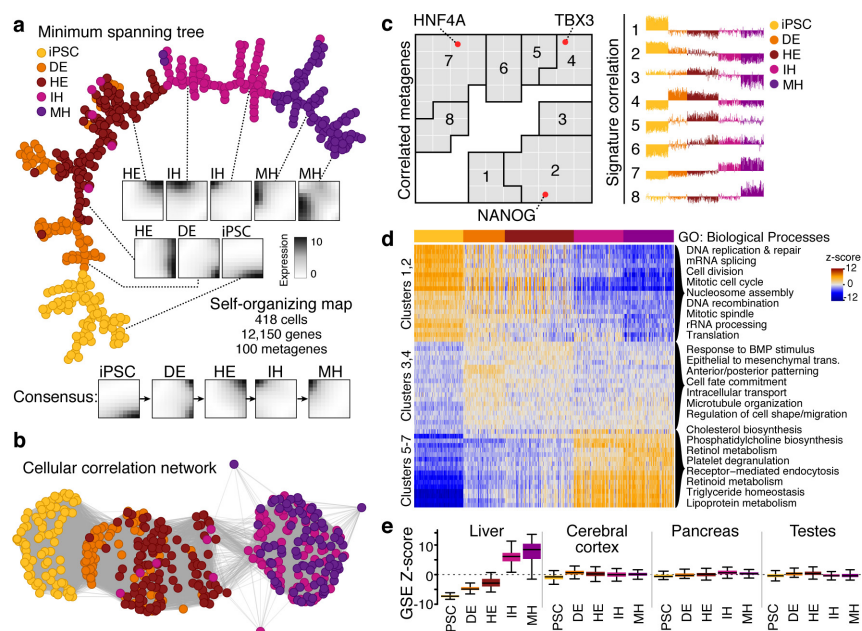 a
Minimum spanning tree
iPSC
DE
HE
IH
MH
HE
IH
IH
MH
MH
HE
DE
iPSC
Expression
10
0
Self-organizing map
418 cells
12,150 genes
100 metagenes
Consensus:
iPSC
DE
HE
IH
MH
b
Cellular correlation network
c
HNF4A
TBX3
Correlated metagenes
7
6
5
4
8
3
1
2
NANOG
Signature correlation
1
2
3
4
5
6
7
8
iPSC
DE
HE
IH
MH
d
GO: Biological Processes
Clusters 1,2
DNA replication & repair
mRNA splicing
Cell division
Mitotic cell cycle
Nucleosome assembly
DNA recombination
Mitotic spindle
rRNA processing
Translation
z-score
12
0
-12
Clusters 3,4
Response to BMP stimulus
Epithelial to mesenchymal trans.
Anterior/posterior patterning
Cell fate commitment
Intracellular transport
Microtubule organization
Regulation of cell shape/migration
Clusters 5-7
Cholesterol biosynthesis
Phosphatidylcholine biosynthesis
Retinol metabolism
Platelet degranulation
Receptor-mediated endocytosis
Retinoid metabolism
Triglyceride homeostasis
Lipoprotein metabolism
e
GSE Z-score
10
0
-10
Liver
Cerebral
cortex
Pancreas
Testes
PSC
DE
HE
IH
MH
PSC
DE
HE
IH
MH
PSC
DE
HE
IH
MH
PSC
DE
HE
IH
MH